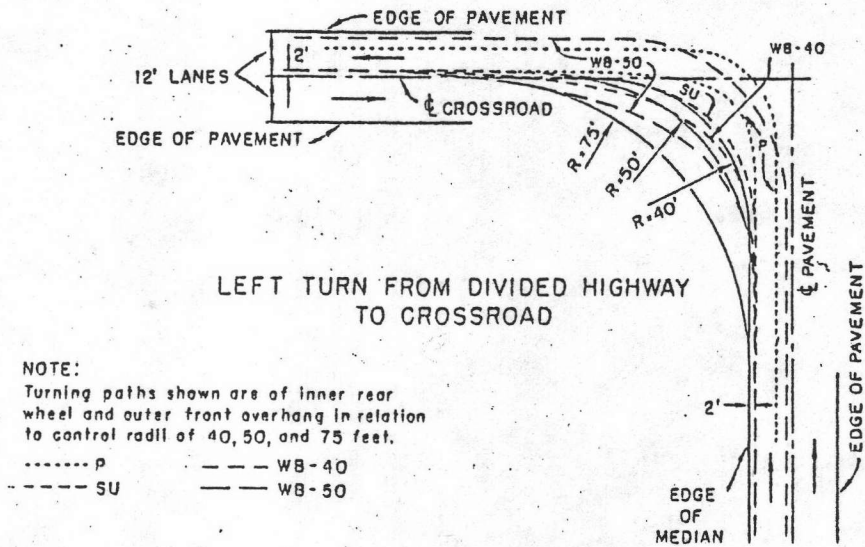 EDGE OF PAVEMENT
WB-40
2'
WB-50
12' LANES
SU
℄ CROSSROAD
EDGE OF PAVEMENT
P
R=75'
R=50'
R=40'
℄ PAVEMENT
LEFT TURN FROM DIVIDED HIGHWAY
TO CROSSROAD
EDGE OF PAVEMENT
NOTE:
Turning paths shown are of inner rear
wheel and outer front overhang in relation
to control radii of 40, 50, and 75 feet.
2'
P
WB-40
SU
WB-50
EDGE
OF
MEDIAN